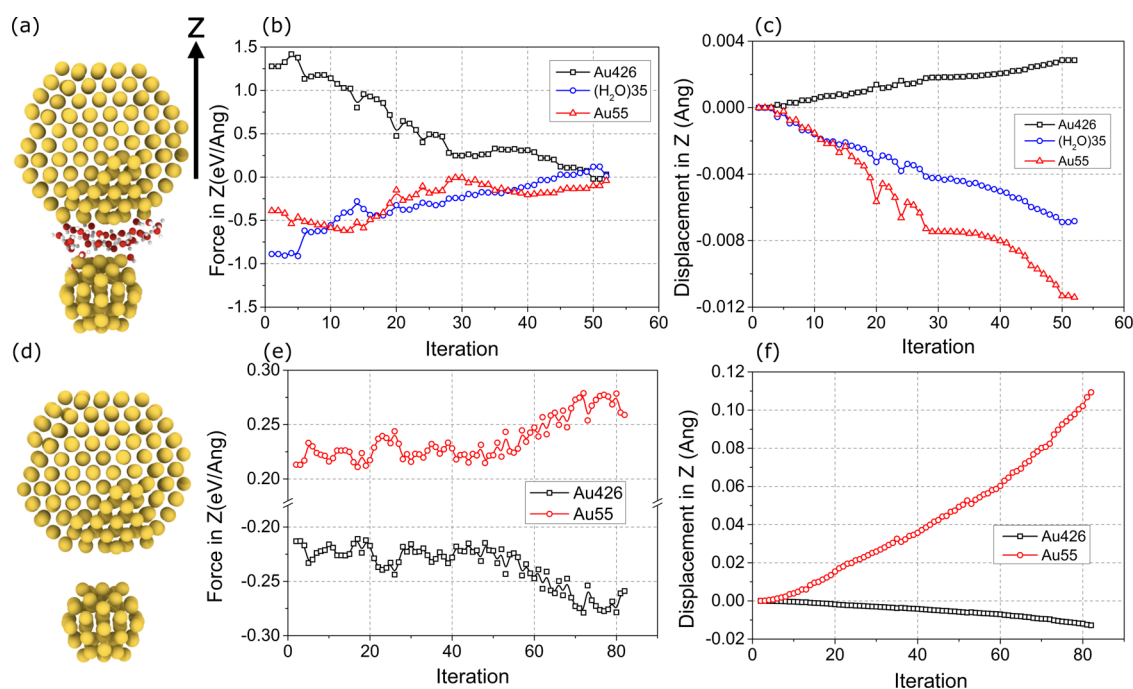 (a)
Z
(b)
Force in Z(eV/Ang)
1.5
1.0
0.5
0.0
-0.5
-1.0
-1.5
Au426
(H2O)35
Au55
0 10 20 30 40 50 60
Iteration
(c)
Displacement in Z (Ang)
0.004
0.000
-0.004
-0.008
-0.012
Au426
(H2O)35
Au55
0 10 20 30 40 50 60
Iteration
(d)
(e)
Force in Z(eV/Ang)
0.30
0.25
0.20
-0.20
-0.25
-0.30
Au426
Au55
0 20 40 60 80
Iteration
(f)
Displacement in Z (Ang)
0.12
0.10
0.08
0.06
0.04
0.02
0.00
-0.02
Au426
Au55
0 20 40 60 80
Iteration